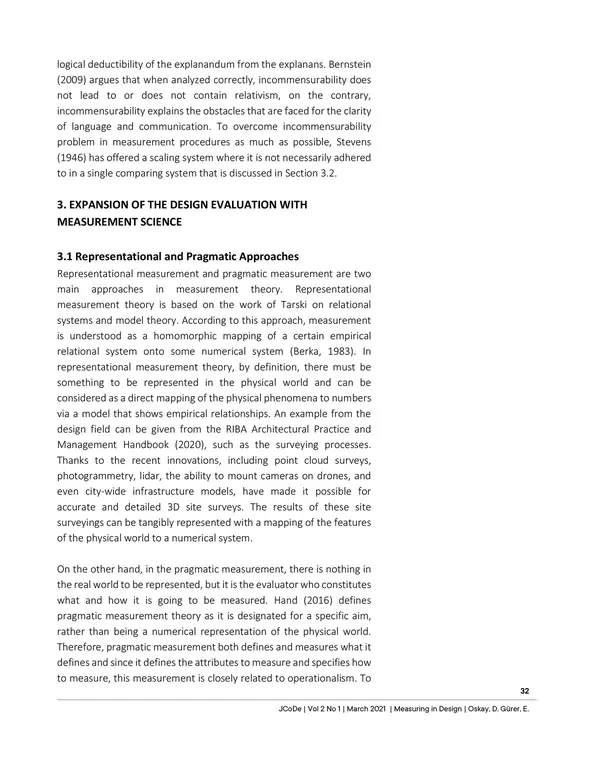 logical deductibility of the explanandum from the explanans. Bernstein
(2009) argues that when analyzed correctly, incommensurability does
not lead to or does not contain relativism, on the contrary,
incommensurability explains the obstacles that are faced for the clarity
of language and communication. To overcome incommensurability
problem in measurement procedures as much as possible, Stevens
(1946) has offered a scaling system where it is not necessarily adhered
to in a single comparing system that is discussed in Section 3.2.
3. EXPANSION OF THE DESIGN EVALUATION WITH
MEASUREMENT SCIENCE
3.1 Representational and Pragmatic Approaches
Representational measurement and pragmatic measurement are two
main approaches in measurement theory. Representational
measurement theory is based on the work of Tarski on relational
systems and model theory. According to this approach, measurement
is understood as a homomorphic mapping of a certain empirical
relational system onto some numerical system (Berka, 1983). In
representational measurement theory, by definition, there must be
something to be represented in the physical world and can be
considered as a direct mapping of the physical phenomena to numbers
via a model that shows empirical relationships. An example from the
design field can be given from the RIBA Architectural Practice and
Management Handbook (2020), such as the surveying processes.
Thanks to the recent innovations, including point cloud surveys,
photogrammetry, lidar, the ability to mount cameras on drones, and
even city-wide infrastructure models, have made it possible for
accurate and detailed 3D site surveys. The results of these site
surveyings can be tangibly represented with a mapping of the features
of the physical world to a numerical system.
On the other hand, in the pragmatic measurement, there is nothing in
the real world to be represented, but it is the evaluator who constitutes
what and how it is going to be measured. Hand (2016) defines
pragmatic measurement theory as it is designated for a specific aim,
rather than being a numerical representation of the physical world.
Therefore, pragmatic measurement both defines and measures what it
defines and since it defines the attributes to measure and specifies how
to measure, this measurement is closely related to operationalism. To
32
JCoDe | Vol 2 No 1 | March 2021 | Measuring in Design | Oskay, D. Gürer, E.